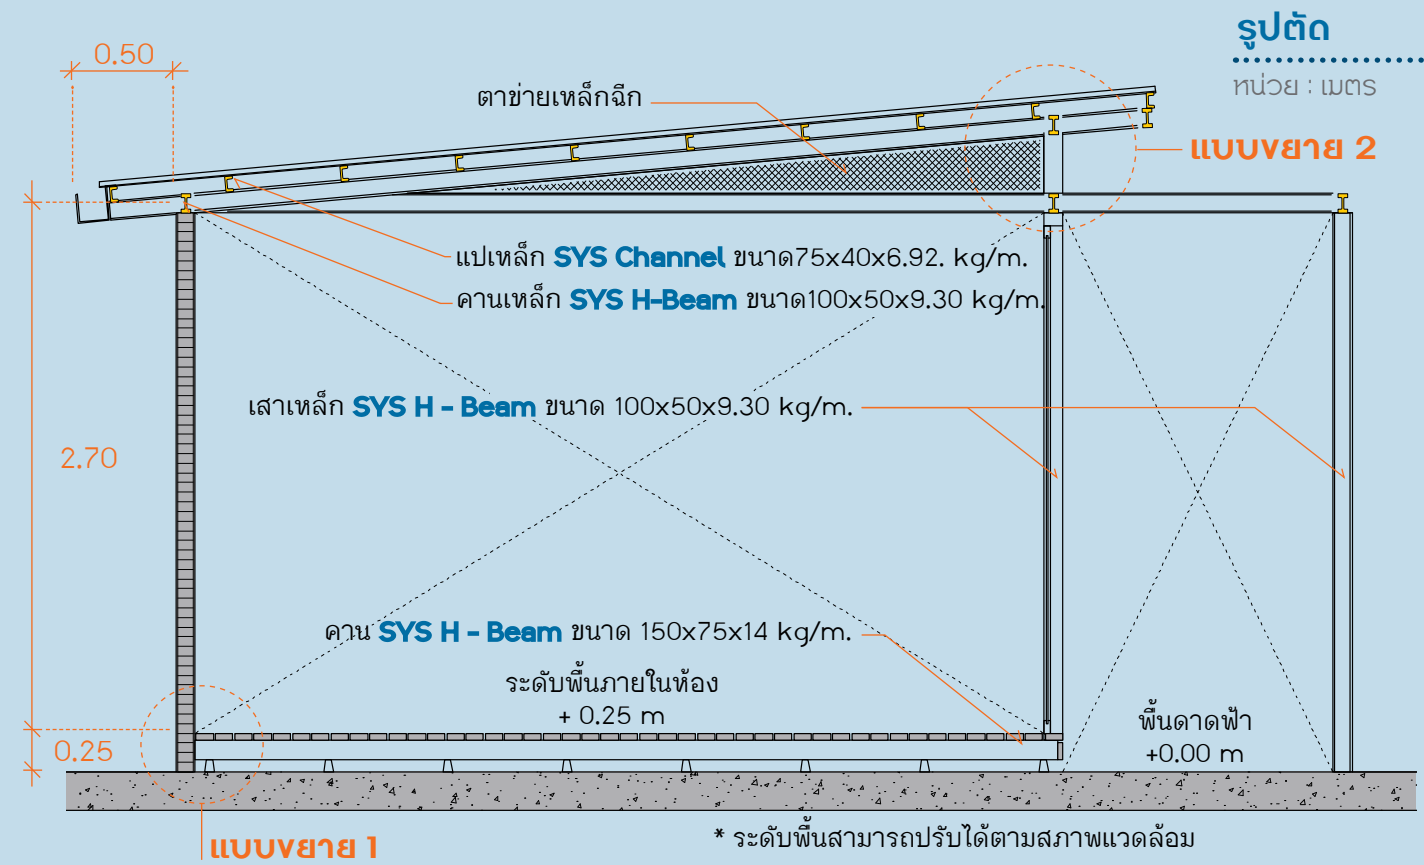 รูปตัด
หน่วย : เมตร
0.50
ตาข่ายเหล็กฉีก
แบบขยาย 2
แปเหล็ก SYS Channel ขนาด75x40x6.92. kg/m.
คานเหล็ก SYS H-Beam ขนาด100x50x9.30 kg/m.
เสาเหล็ก SYS H - Beam ขนาด 100x50x9.30 kg/m.
2.70
คาน SYS H - Beam ขนาด 150x75x14 kg/m.
ระดับพื้นภายในห้อง
+ 0.25 m
พื้นดาดฟ้า
+0.00 m
0.25
* ระดับพื้นสามารถปรับได้ตามสภาพแวดล้อม
แบบขยาย 1